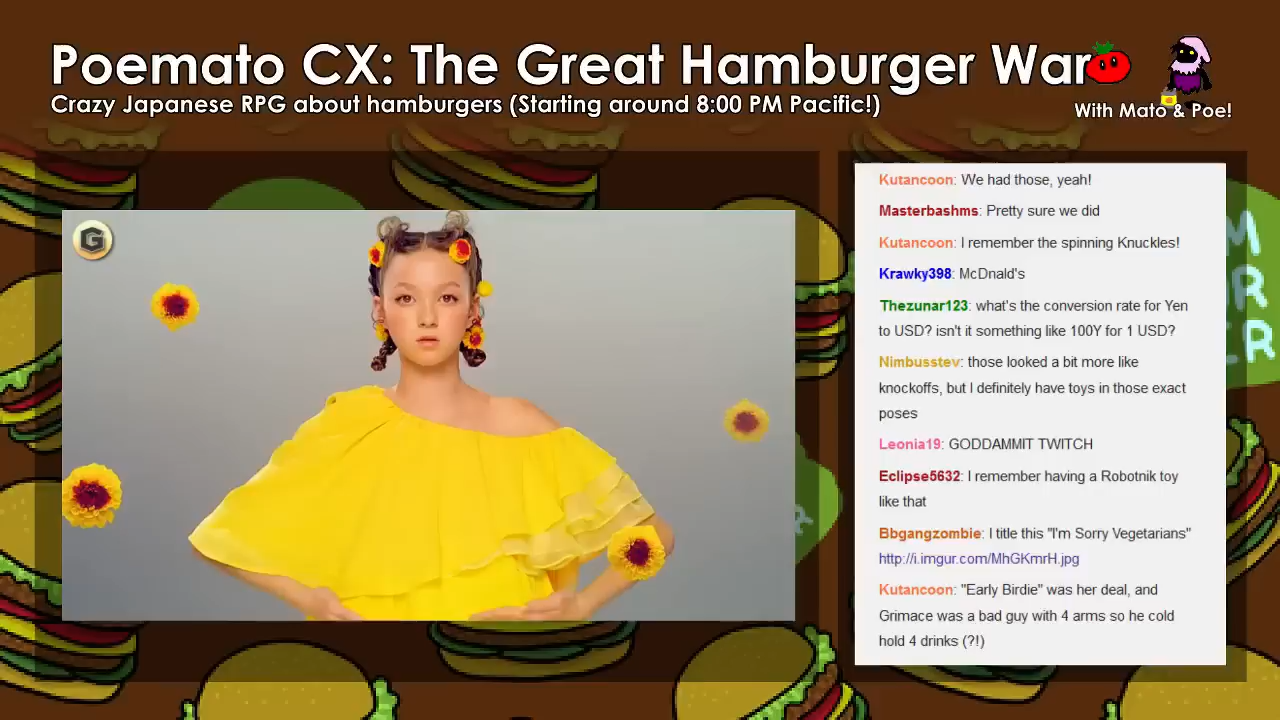 Poemato CX: The Great Hamburger War
Crazy Japanese RPG about hamburgers (Starting around 8:00 PM Pacific!)
With Mato & Poe!
G
Kutancoon: We had those, yeah!
Masterbashms: Pretty sure we did
Kutancoon: I remember the spinning Knuckles!
Krawky398: McDnald's
Thezunar123: what's the conversion rate for Yen
to USD? isn't it something like 100Y for 1 USD?
Nimbusstev: those looked a bit more like
knockoffs, but I definitely have toys in those exact
poses
Leonia19: GODDAMMIT TWITCH
Eclipse5632: I remember having a Robotnik toy
like that
Bbgangzombie: I title this "I'm Sorry Vegetarians"
http://i.imgur.com/MhGKmrH.jpg
Kutancoon: "Early Birdie" was her deal, and
Grimace was a bad guy with 4 arms so he cold
hold 4 drinks (?!)